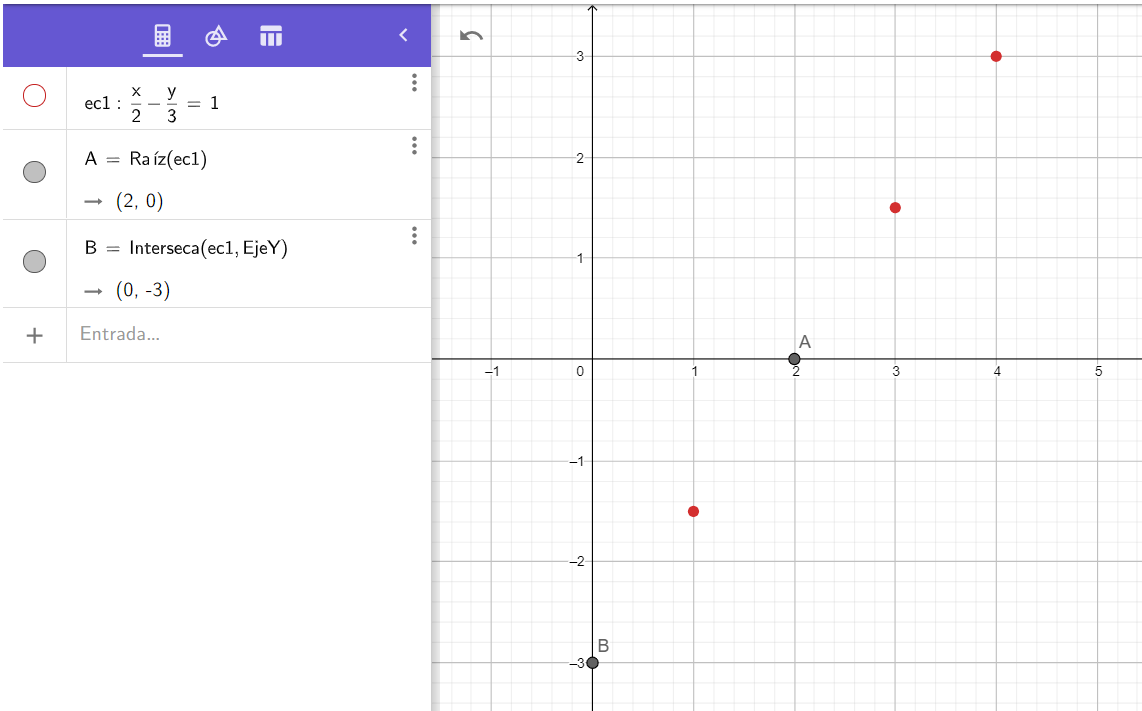 ec1 : x/2 − y/3 = 1
A = Raíz(ec1)
→ (2, 0)
B = Interseca(ec1, EjeY)
→ (0, -3)
+ Entrada...
3
2
1
A
−1 0 1 2 3 4 5
−1
−2
B
−3